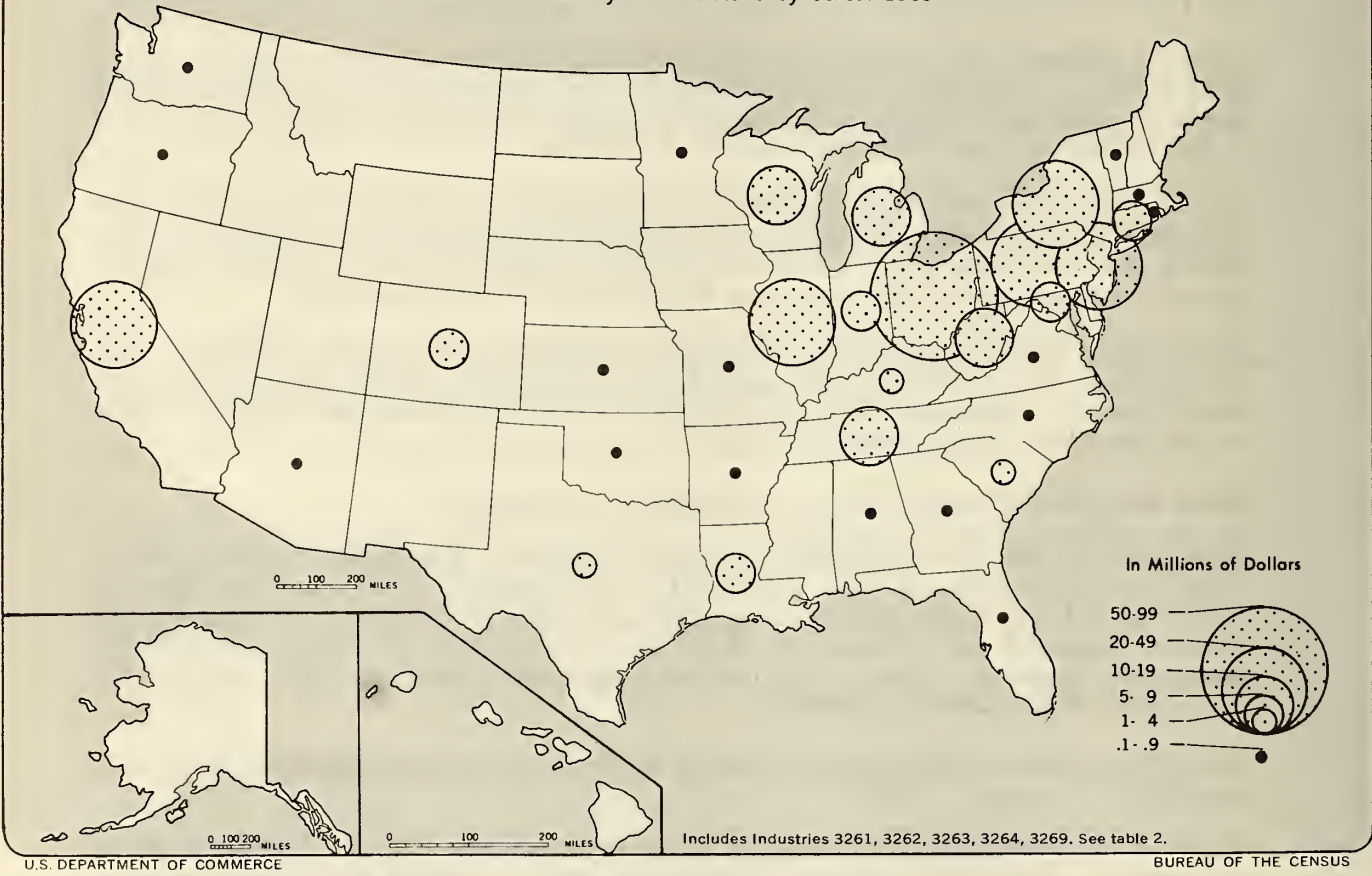 0 100 200 MILES
In Millions of Dollars
50-99
20-49
10-19
5- 9
1- 4
.1- .9
0 100 200 MILES
0 100 200 MILES
Includes Industries 3261, 3262, 3263, 3264, 3269. See table 2.
U.S. DEPARTMENT OF COMMERCE
BUREAU OF THE CENSUS